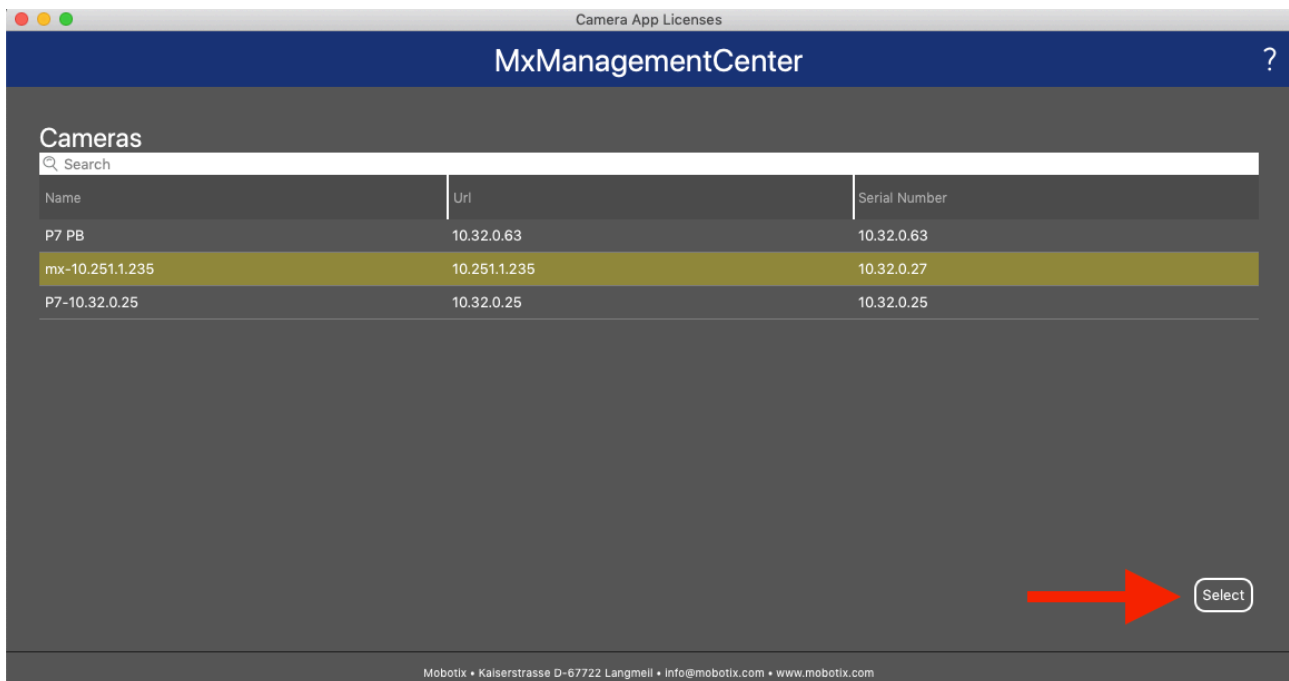 Camera App Licenses
MxManagementCenter ?
Cameras
Search
Name Url Serial Number
P7 PB 10.32.0.63 10.32.0.63
mx-10.251.1.235 10.251.1.235 10.32.0.27
P7-10.32.0.25 10.32.0.25 10.32.0.25
Select
Mobotix • Kaiserstrasse D-67722 Langmeil • info@mobotix.com • www.mobotix.com